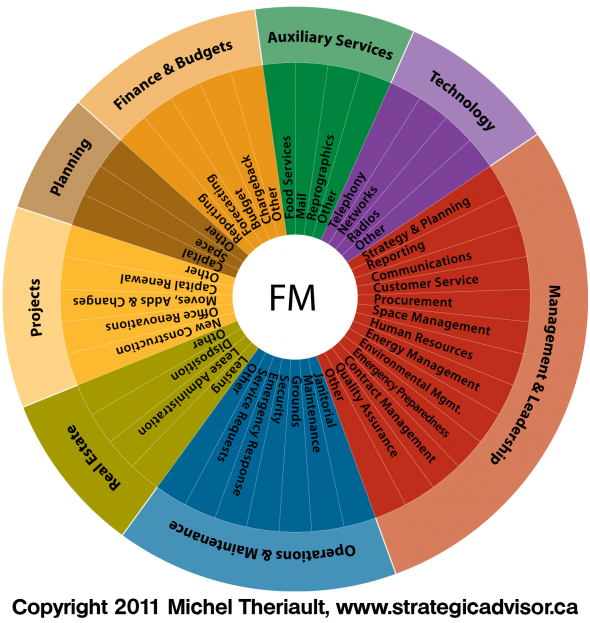 FM
Auxiliary Services
Food Services
Mail
Reprographics
Other
Technology
Telephony
Networks
Radios
Other
Management & Leadership
Strategy & Planning
Reporting
Communications
Customer Service
Procurement
Space Management
Human Resources
Energy Management
Environmental Mgmt.
Emergency Preparedness
Contract Management
Quality Assurance
Other
Operations & Maintenance
Janitorial
Maintenance
Grounds
Security
Emergency Response
Service Requests
Other
Real Estate
Leasing
Lease Administration
Disposition
Other
Projects
New Construction
Office Renovations
Moves, Adds & Changes
Capital Renewal
Other
Planning
Capital
Space
Other
Finance & Budgets
Reporting
Forecasting
Budget
Chargeback
Other
Copyright 2011 Michel Theriault, www.strategicadvisor.ca